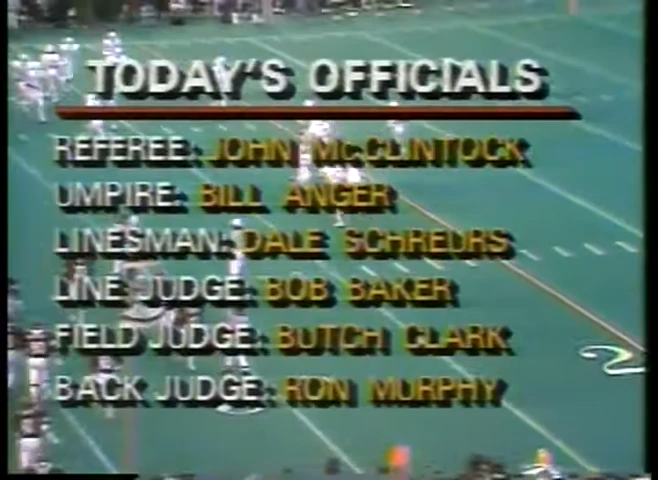 TODAY'S OFFICIALS
REFEREE: JOHN McCLINTOCK
UMPIRE: BILL ANGER
LINESMAN: DALE SCHREURS
LINE JUDGE: BOB BAKER
FIELD JUDGE: BUTCH CLARK
BACK JUDGE: RON MURPHY
2